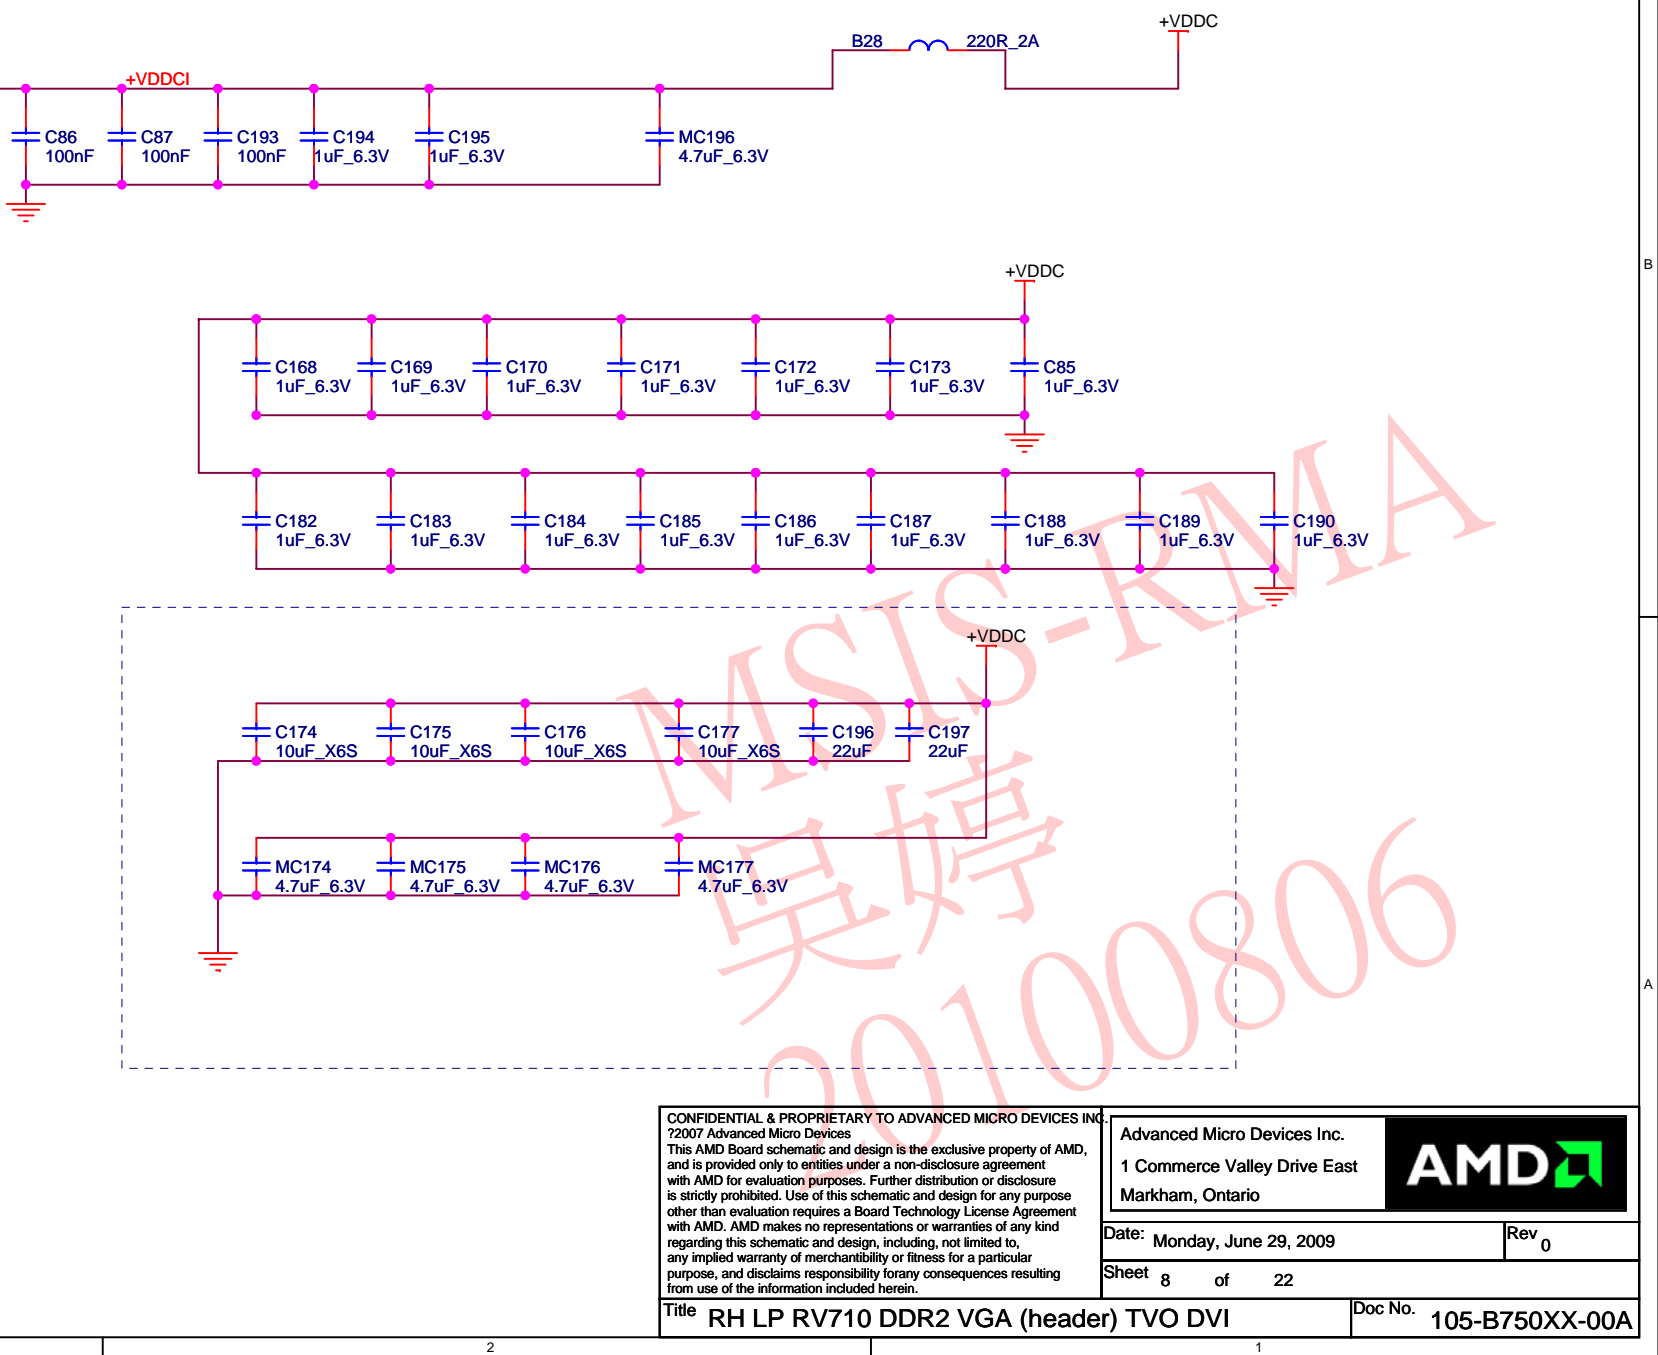 +VDDC
B28 220R_2A
+VDDCI
C86 C87 C193 C194 C195 MC196
100nF 100nF 100nF 1uF_6.3V 1uF_6.3V 4.7uF_6.3V
+VDDC
B
C168 C169 C170 C171 C172 C173 C85
1uF_6.3V 1uF_6.3V 1uF_6.3V 1uF_6.3V 1uF_6.3V 1uF_6.3V 1uF_6.3V
C182 C183 C184 C185 C186 C187 C188 C189 C190
1uF_6.3V 1uF_6.3V 1uF_6.3V 1uF_6.3V 1uF_6.3V 1uF_6.3V 1uF_6.3V 1uF_6.3V 1uF_6.3V
+VDDC
C174 C175 C176 C177 C196 C197
10uF_X6S 10uF_X6S 10uF_X6S 10uF_X6S 22uF 22uF
MC174 MC175 MC176 MC177
4.7uF_6.3V 4.7uF_6.3V 4.7uF_6.3V 4.7uF_6.3V
A
MSIS-RMA
吳婷
20100806
CONFIDENTIAL & PROPRIETARY TO ADVANCED MICRO DEVICES INC.
?2007 Advanced Micro Devices
This AMD Board schematic and design is the exclusive property of AMD,
and is provided only to entities under a non-disclosure agreement
with AMD for evaluation purposes. Further distribution or disclosure
is strictly prohibited. Use of this schematic and design for any purpose
other than evaluation requires a Board Technology License Agreement
with AMD. AMD makes no representations or warranties of any kind
regarding this schematic and design, including, not limited to,
any implied warranty of merchantibility or fitness for a particular
purpose, and disclaims responsibility forany consequences resulting
from use of the information included herein.
Advanced Micro Devices Inc.
1 Commerce Valley Drive East
Markham, Ontario
AMD
Date: Monday, June 29, 2009
Rev 0
Sheet 8 of 22
Title RH LP RV710 DDR2 VGA (header) TVO DVI
Doc No. 105-B750XX-00A
2 1